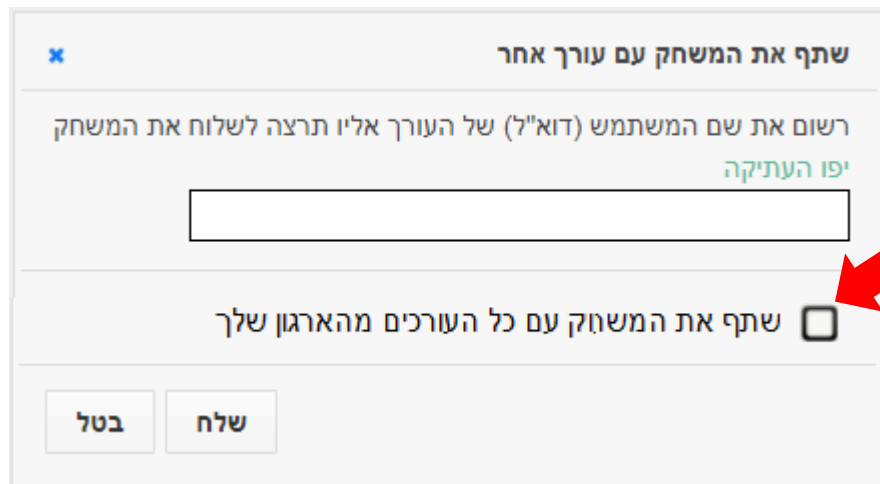 שתף את המשחק עם עורך אחר
רשום את שם המשתמש (דוא"ל) של העורך אליו תרצה לשלוח את המשחק
יפו העתיקה
שתף את המשחק עם כל העורכים מהארגון שלך
שלח
בטל